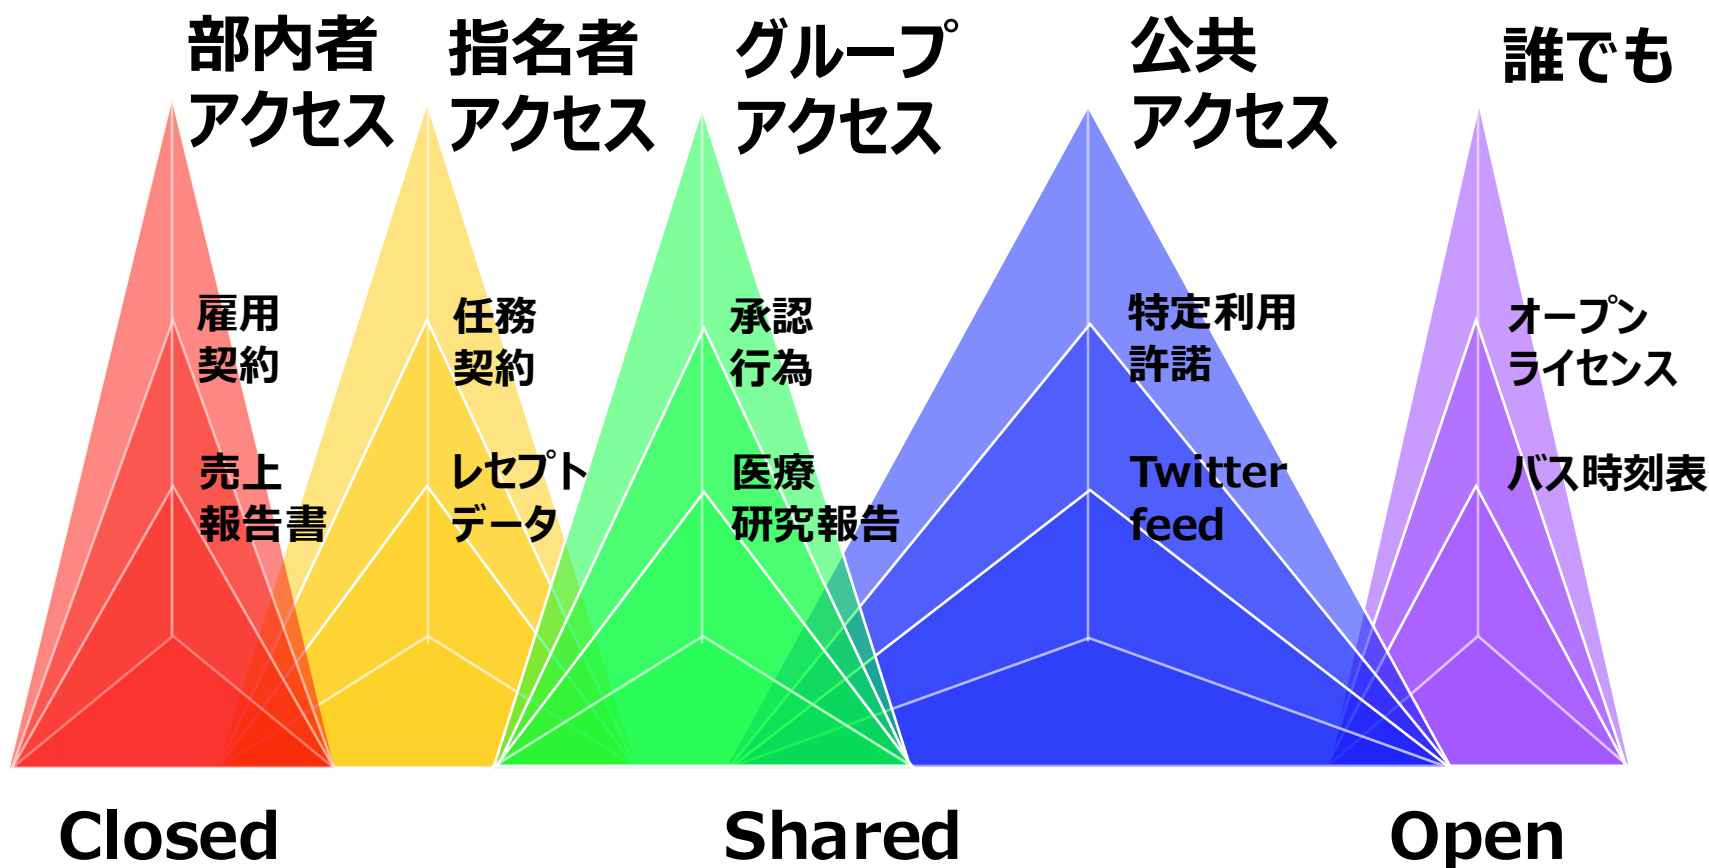 部内者
アクセス
指名者
アクセス
グループ
アクセス
公共
アクセス
誰でも
雇用
契約
任務
契約
承認
行為
特定利用
許諾
オープン
ライセンス
売上
報告書
レセプト
データ
医療
研究報告
Twitter
feed
バス時刻表
Closed
Shared
Open